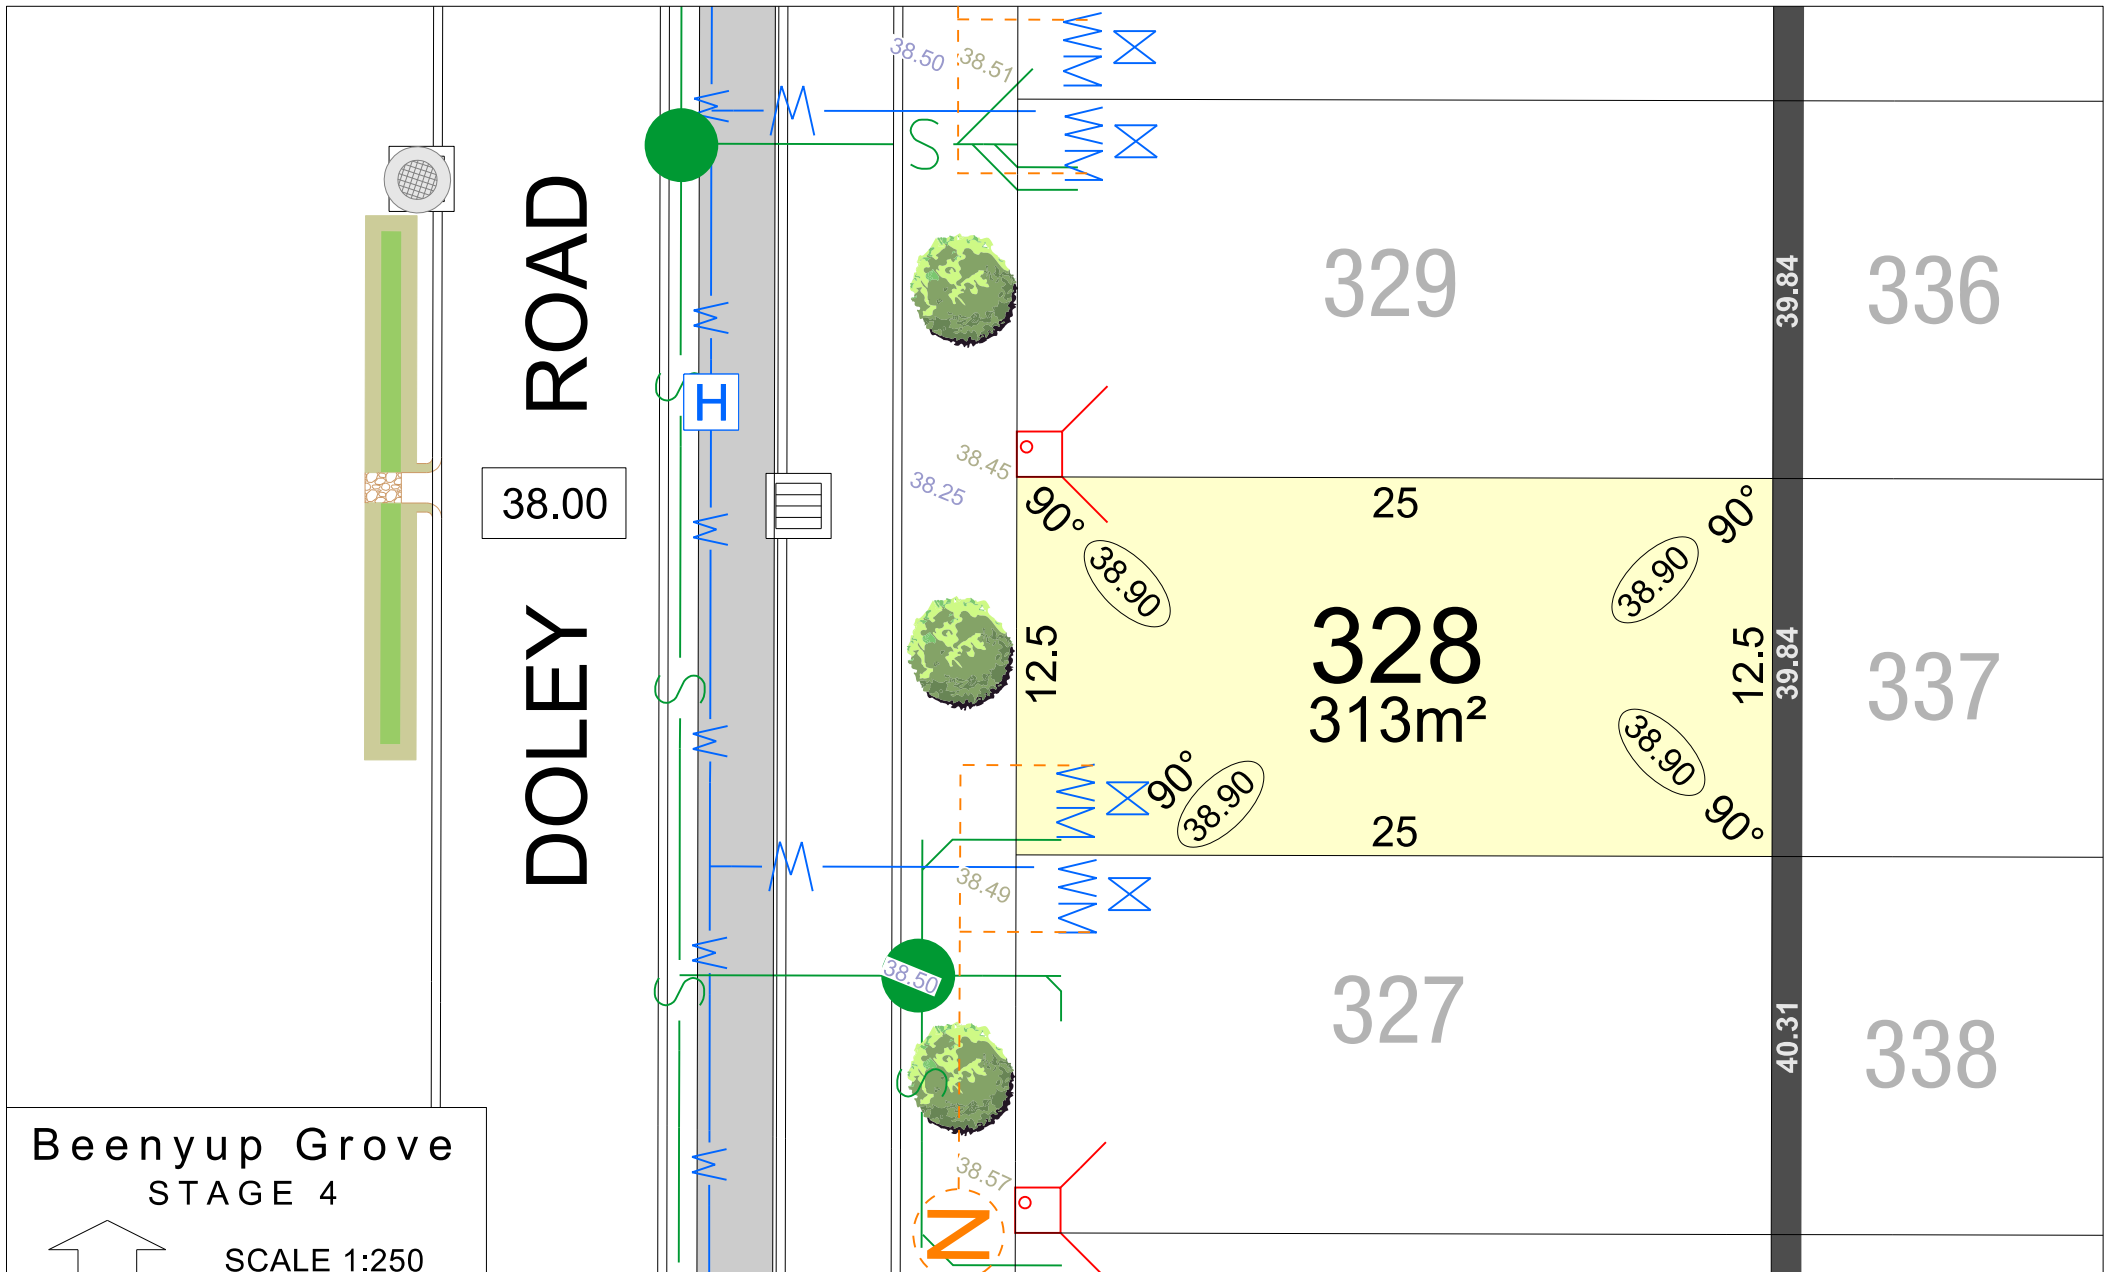 38.50
38.51
M
S
M
329
336
39.84
ROAD
M
S
H
38.45
38.25
38.00
M
25
90°
90°
38.90
38.90
DOLEY
328
313m²
12.5
12.5
39.84
337
S
M
90°
38.90
38.90
90°
25
M
38.49
M
38.50
S
327
40.31
338
S
M
38.57
N
Beenyup Grove
STAGE 4
SCALE 1:250